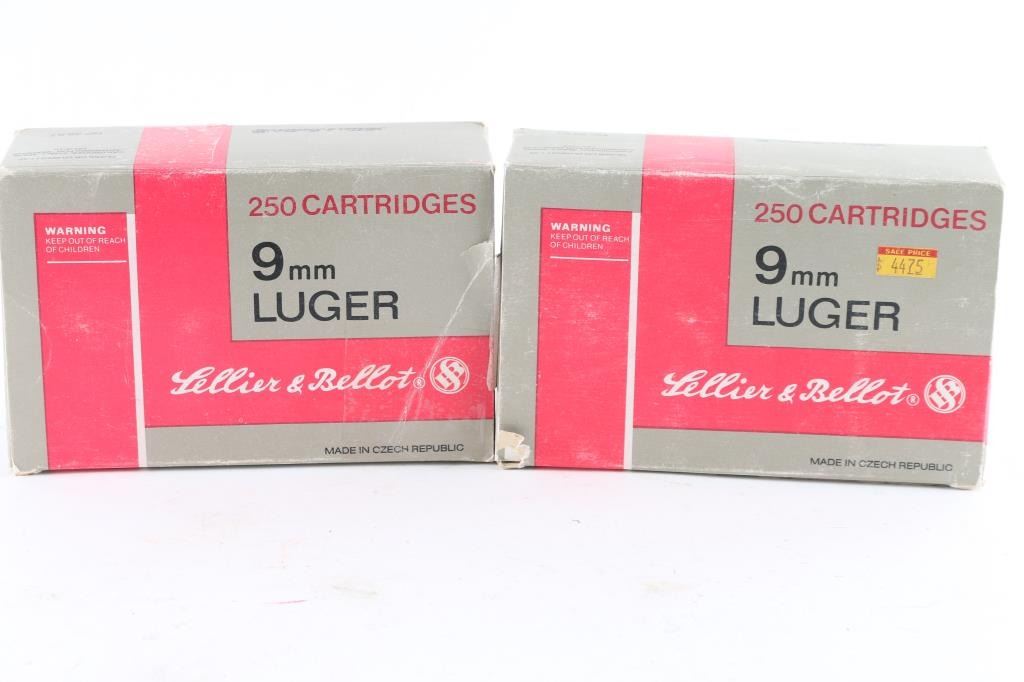 250 CARTRIDGES
WARNING
KEEP OUT OF REACH
OF CHILDREN
9mm
LUGER
Sellier & Bellot®
MADE IN CZECH REPUBLIC
250 CARTRIDGES
WARNING
KEEP OUT OF REACH
OF CHILDREN
9mm
SALE PRICE
4475
LUGER
Sellier & Bellot®
MADE IN CZECH REPUBLIC